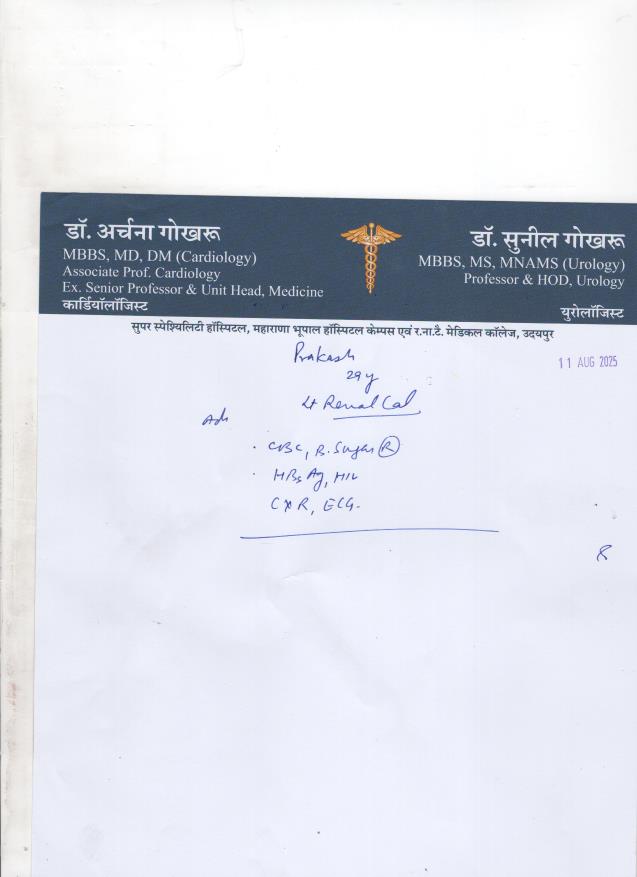 डॉ. अर्चना गोखरू
MBBS, MD, DM (Cardiology)
Associate Prof. Cardiology
Ex. Senior Professor & Unit Head, Medicine
कार्डियॉलॉजिस्ट
डॉ. सुनील गोखरू
MBBS, MS, MNAMS (Urology)
Professor & HOD, Urology
युरोलॉजिस्ट
सुपर स्पेश्यिलिटी हॉस्पिटल, महाराणा भूपाल हॉस्पिटल केम्पस एवं र.ना.टै. मेडिकल कॉलेज, उदयपुर
11 AUG 2025
Prakash
29 y
Lt Renal Cal
Adv
· CBC, B. Sugar (R)
· HBsAg, HIV
CXR, ECG.